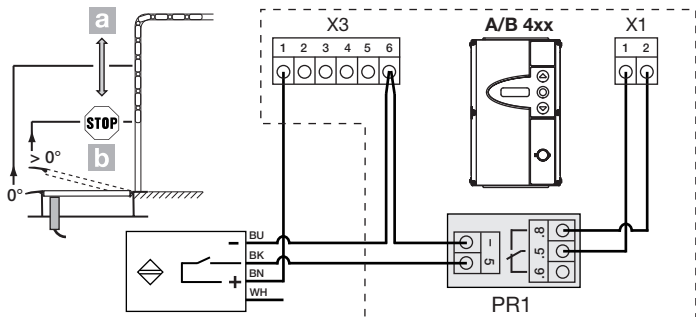 a
STOP
> 0°
b
0°
X3
1 2 3 4 5 6
A/B 4xx
X1
1 2
BU
BK
BN
WH
–
+
– 5
.8 .5 .6
PR1